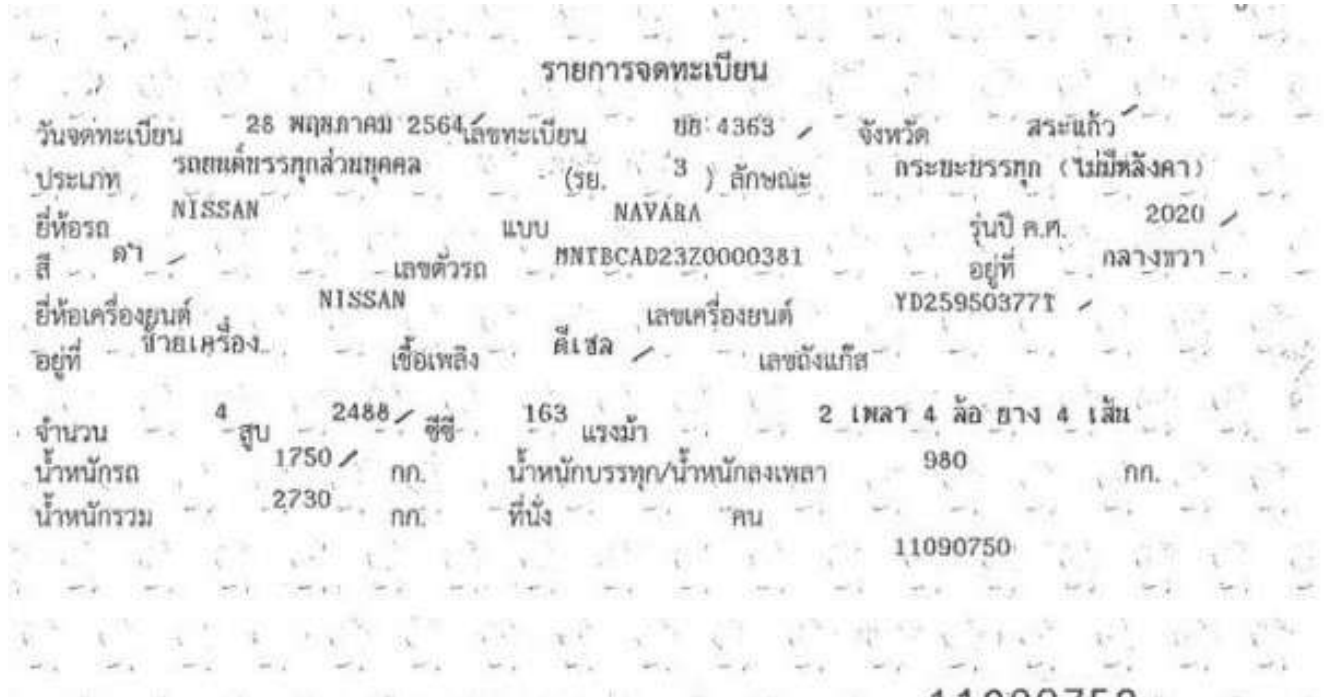 รายการจดทะเบียน
วันจดทะเบียน 28 พฤษภาคม 2564 เลขทะเบียน 4363 จังหวัด สระแก้ว
ประเภท รถยนต์บรรทุกส่วนบุคคล (รย. 3 ) ลักษณะ กระบะบรรทุก (ไม่มีหลังคา)
ยี่ห้อรถ NISSAN แบบ NAVARA รุ่นปี ค.ศ. 2020
สี ดำ เลขตัวรถ MNTBCAD23Z0000381 อยู่ที่ กลางขวา
ยี่ห้อเครื่องยนต์ NISSAN เลขเครื่องยนต์ YD25950377T
อยู่ที่ ซ้ายเครื่อง เชื้อเพลิง ดีเซล เลขถังแก๊ส
จำนวน 4 สูบ 2488 ซีซี 163 แรงม้า 2 เพลา 4 ล้อ ยาง 4 เส้น
น้ำหนักรถ 1750 กก. น้ำหนักบรรทุก/น้ำหนักลงเพลา 980 กก.
น้ำหนักรวม 2730 กก. ที่นั่ง คน
11090750